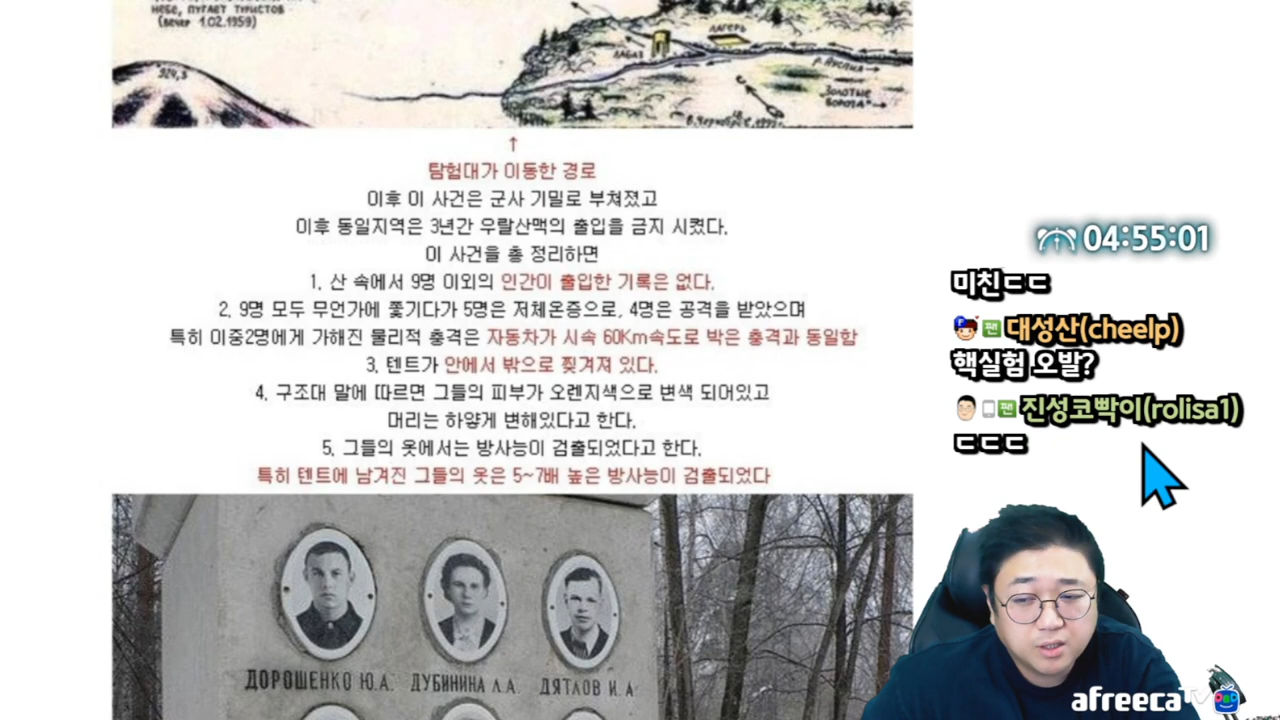 НЕБЕ, ПУГАЕТ ТУРИСТОВ
(ВЕЧЕР 1.02.1959)
ЛАГЕРЬ
ЛАБАЗ
р. АУСПИЯ
"ЗОЛОТЫЕ
ВОРОТА"
↑
탐험대가 이동한 경로
이후 이 사건은 군사 기밀로 부쳐졌고
이후 동일지역은 3년간 우랄산맥의 출입을 금지 시켰다.
이 사건을 총 정리하면
1. 산 속에서 9명 이외의 인간이 출입한 기록은 없다.
2. 9명 모두 무언가에 쫓기다가 5명은 저체온증으로, 4명은 공격을 받았으며
특히 이중2명에게 가해진 물리적 충격은 자동차가 시속 60Km속도로 박은 충격과 동일함
3. 텐트가 안에서 밖으로 찢겨져 있다.
4. 구조대 말에 따르면 그들의 피부가 오렌지색으로 변색 되어있고
머리는 하얗게 변해있다고 한다.
5. 그들의 옷에서는 방사능이 검출되었다고 한다.
특히 텐트에 남겨진 그들의 옷은 5~7배 높은 방사능이 검출되었다
ДОРОШЕНКО Ю.А. ДУБИНИНА Л.А. ДЯТЛОВ И.А
04:55:01
미친ㄷㄷ
팬 대성산(cheelp)
핵실험 오발?
팬 진성코빡이(rolisa1)
ㄷㄷㄷ
afreecaTV